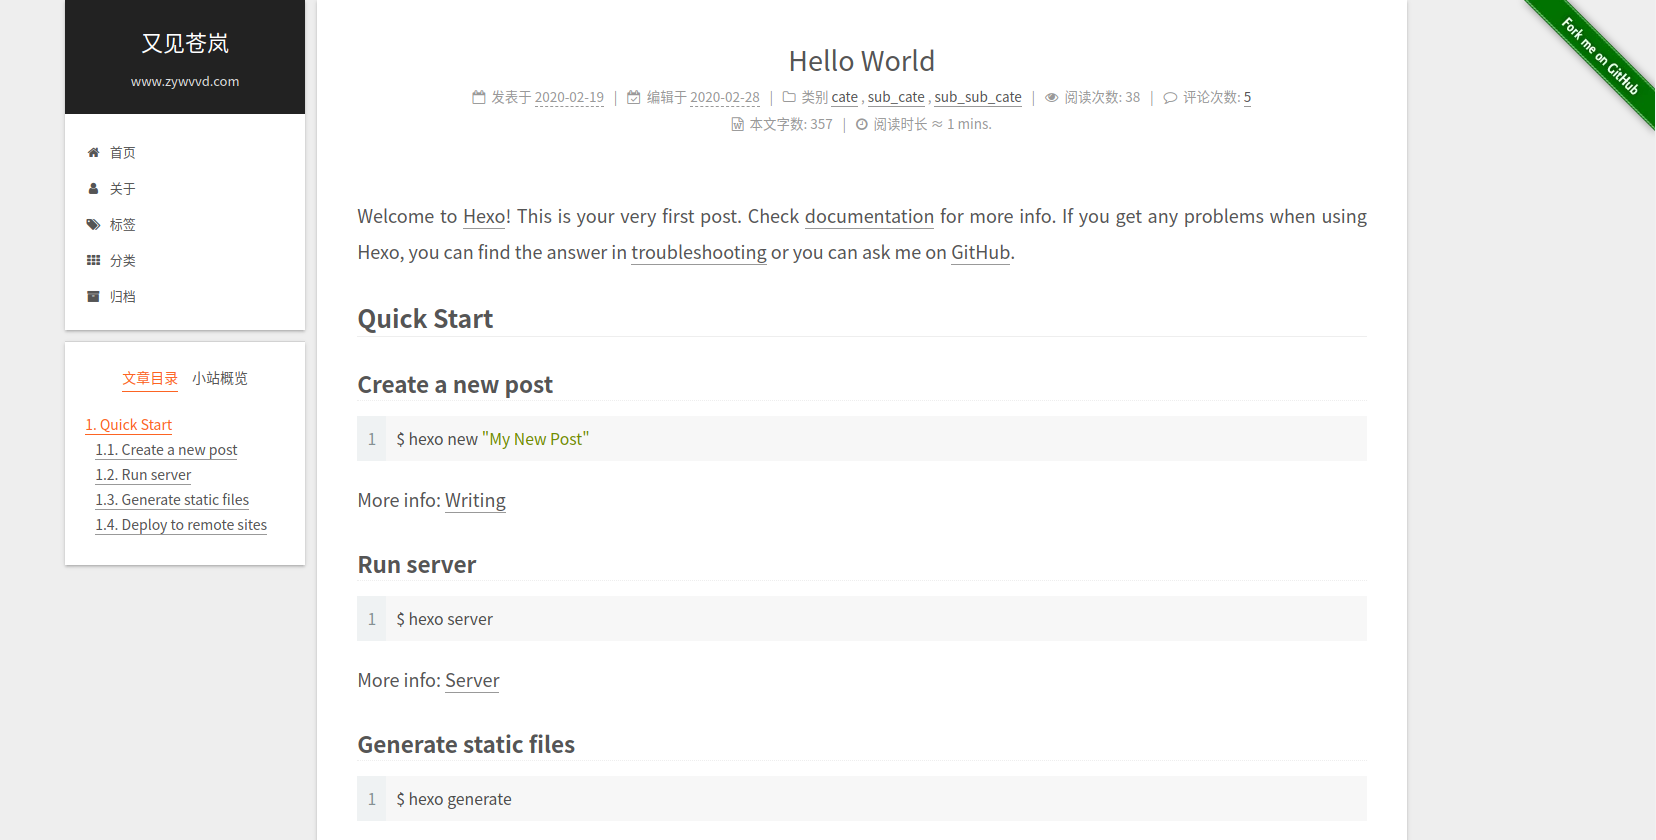 又见苍岚
www.zywvvd.com
首页
关于
标签
分类
归档
文章目录 小站概览
1. Quick Start
1.1. Create a new post
1.2. Run server
1.3. Generate static files
1.4. Deploy to remote sites
Hello World
发表于 2020-02-19 | 编辑于 2020-02-28 | 类别 cate , sub_cate , sub_sub_cate | 阅读次数: 38 | 评论次数: 5
本文字数: 357 | 阅读时长 ≈ 1 mins.
Welcome to Hexo! This is your very first post. Check documentation for more info. If you get any problems when using
Hexo, you can find the answer in troubleshooting or you can ask me on GitHub.
Quick Start
Create a new post
1 $ hexo new "My New Post"
More info: Writing
Run server
1 $ hexo server
More info: Server
Generate static files
1 $ hexo generate
Fork me on GitHub